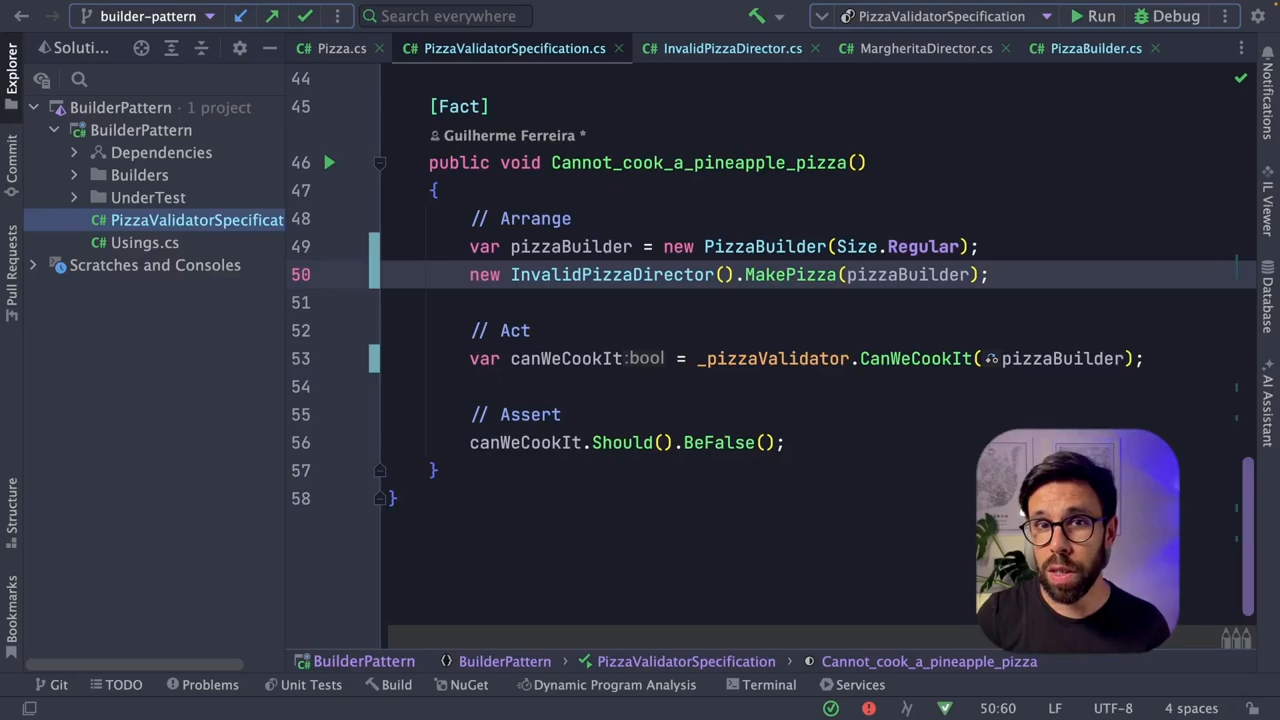 builder-pattern
Search everywhere
PizzaValidatorSpecification
Run
Debug
Explorer
Soluti...
Pizza.cs
PizzaValidatorSpecification.cs
InvalidPizzaDirector.cs
MargheritaDirector.cs
PizzaBuilder.cs
Commit
Pull Requests
Structure
Bookmarks
BuilderPattern 1 project
C# BuilderPattern
Dependencies
Builders
UnderTest
C# PizzaValidatorSpecificat
C# Usings.cs
Scratches and Consoles
44
45 [Fact]
Guilherme Ferreira *
46 public void Cannot_cook_a_pineapple_pizza()
47 {
48 // Arrange
49 var pizzaBuilder = new PizzaBuilder(Size.Regular);
50 new InvalidPizzaDirector().MakePizza(pizzaBuilder);
51
52 // Act
53 var canWeCookIt:bool = _pizzaValidator.CanWeCookIt(pizzaBuilder);
54
55 // Assert
56 canWeCookIt.Should().BeFalse();
57 }
58 }
Notifications
IL Viewer
Database
AI Assistant
BuilderPattern
BuilderPattern
PizzaValidatorSpecification
Cannot_cook_a_pineapple_pizza
Git
TODO
Problems
Unit Tests
Build
NuGet
Dynamic Program Analysis
Terminal
Services
50:60
LF
UTF-8
4 spaces